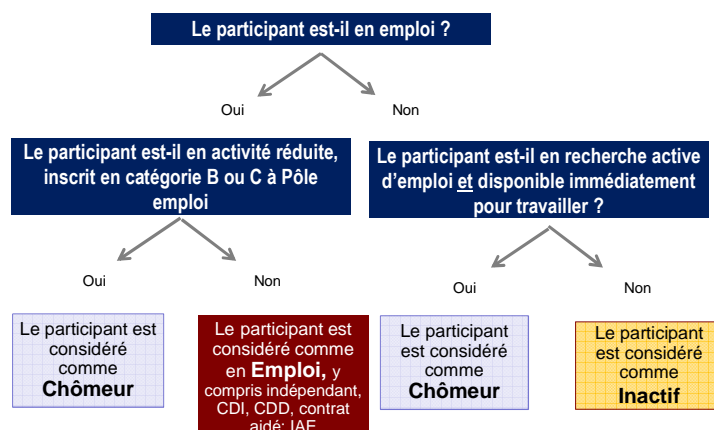 Le participant est-il en emploi ?
Oui
Non
Le participant est-il en activité réduite,
inscrit en catégorie B ou C à Pôle
emploi
Le participant est-il en recherche active
d'emploi et disponible immédiatement
pour travailler ?
Oui
Non
Oui
Non
Le participant est
considéré
comme
Chômeur
Le participant est
considéré comme
en Emploi, y
compris indépendant,
CDI, CDD, contrat
aidé; IAE
Le participant
est considéré
comme
Chômeur
Le participant
est considéré
comme
Inactif